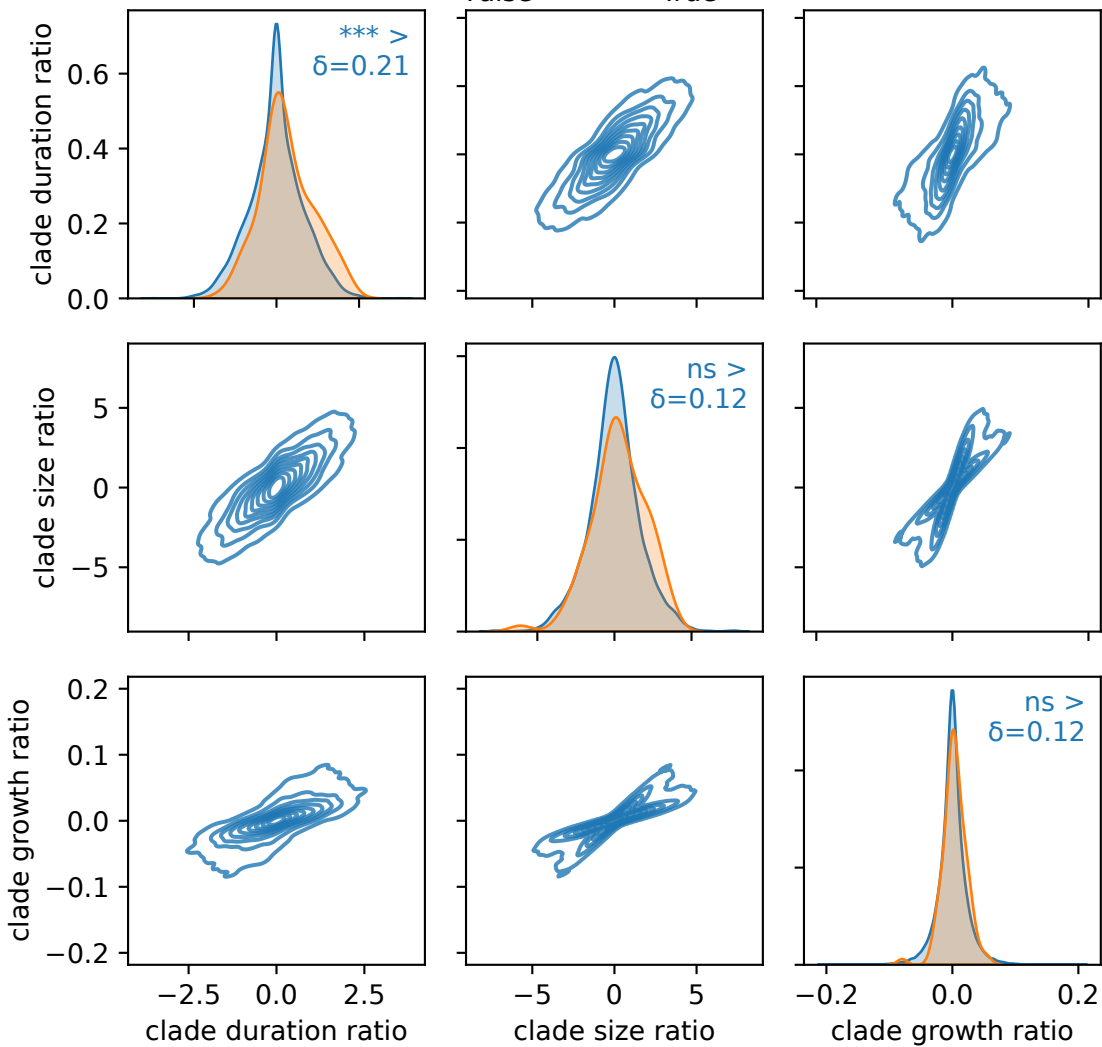 *** >
δ=0.21
clade duration ratio
0.6
0.4
0.2
0.0
ns >
δ=0.12
clade size ratio
5
0
−5
ns >
δ=0.12
clade growth ratio
0.2
0.1
0.0
−0.1
−0.2
−2.5 0.0 2.5
−5 0 5
−0.2 0.0 0.2
clade duration ratio
clade size ratio
clade growth ratio